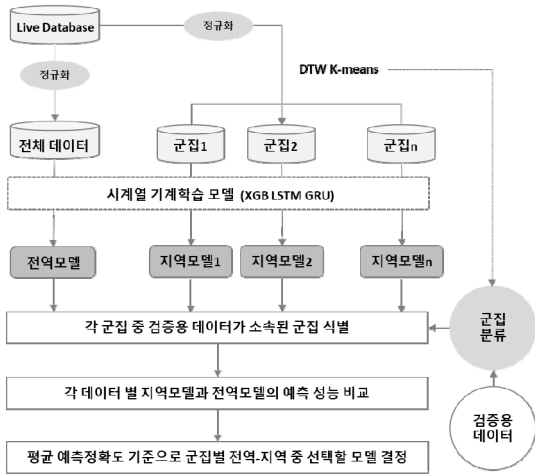 Live Database
정규화
정규화
DTW K-means
전체 데이터
군집1
군집2
군집n
시계열 기계학습 모델 (XGB LSTM GRU)
전역모델
지역모델1
지역모델2
지역모델n
각 군집 중 검증용 데이터가 소속된 군집 식별
군집
분류
각 데이터 별 지역모델과 전역모델의 예측 성능 비교
검증용
데이터
평균 예측정확도 기준으로 군집별 전역-지역 중 선택할 모델 결정